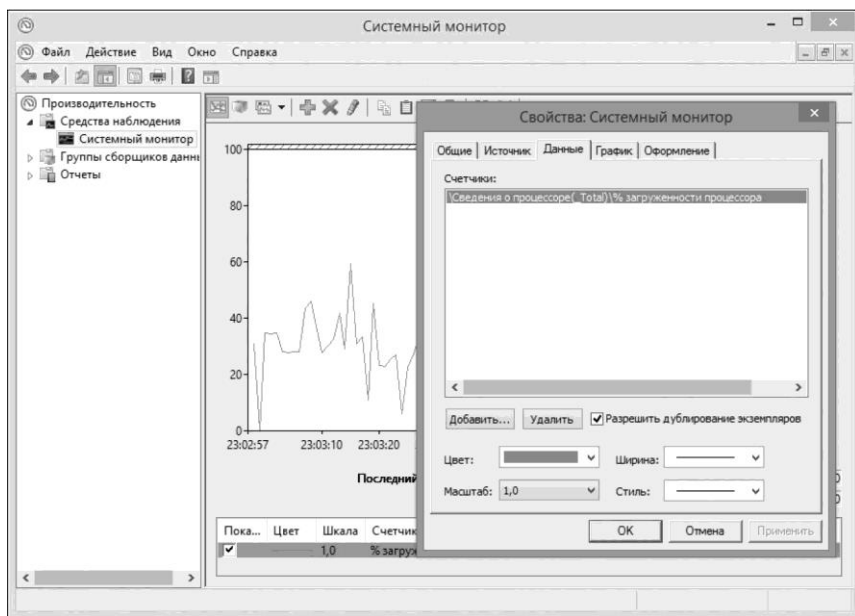 Системный монитор
Файл Действие Вид Окно Справка
Производительность
Средства наблюдения
Системный монитор
Группы сборщиков данны
Отчеты
100
80
60
40
20
0
23:02:57 23:03:10 23:03:20
Последний
Пока... Цвет Шкала Счетчик
1,0 % загруж
Свойства: Системный монитор
Общие Источник Данные График Оформление
Счетчики:
\Сведения о процессоре(_Total)\% загруженности процессора
Добавить... Удалить Разрешить дублирование экземпляров
Цвет: Ширина:
Масштаб: 1,0 Стиль:
OK Отмена Применить